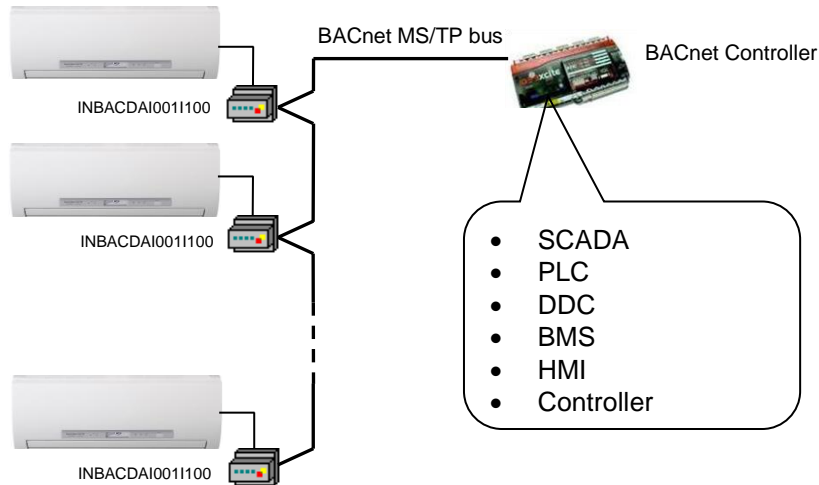 BACnet MS/TP bus
BACnet Controller
INBACDAI001I100
INBACDAI001I100
• SCADA
• PLC
• DDC
• BMS
• HMI
• Controller
INBACDAI001I100